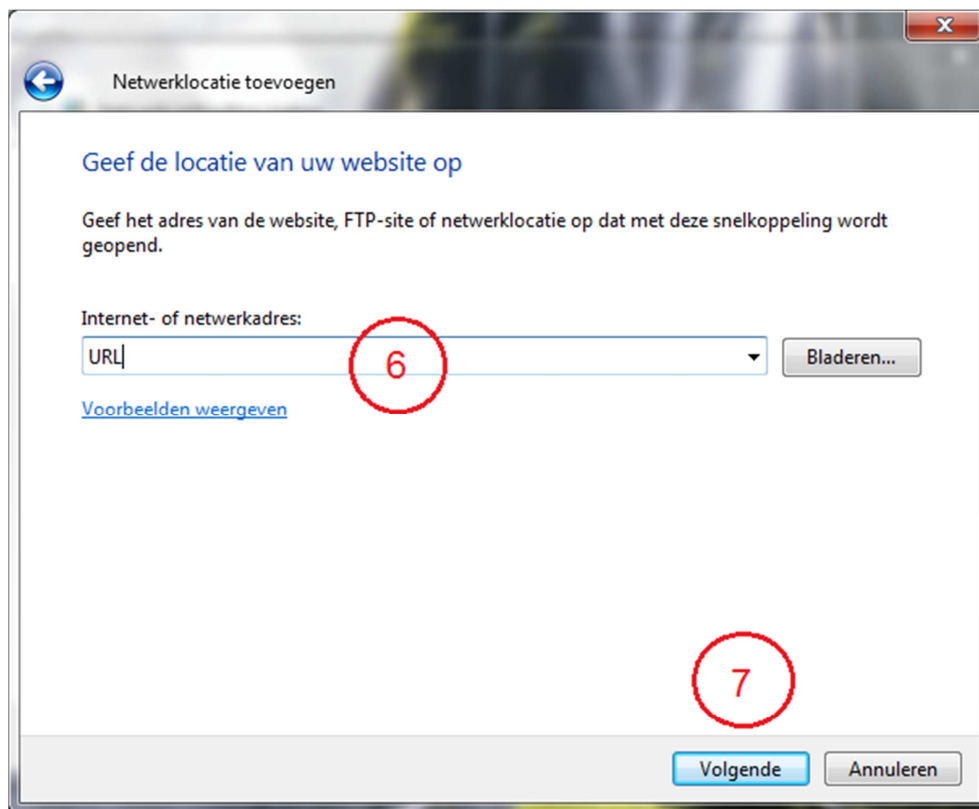 Netwerklocatie toevoegen
Geef de locatie van uw website op
Geef het adres van de website, FTP-site of netwerklocatie op dat met deze snelkoppeling wordt
geopend.
Internet- of netwerkadres:
URL 6 Bladeren...
Voorbeelden weergeven
7
Volgende Annuleren